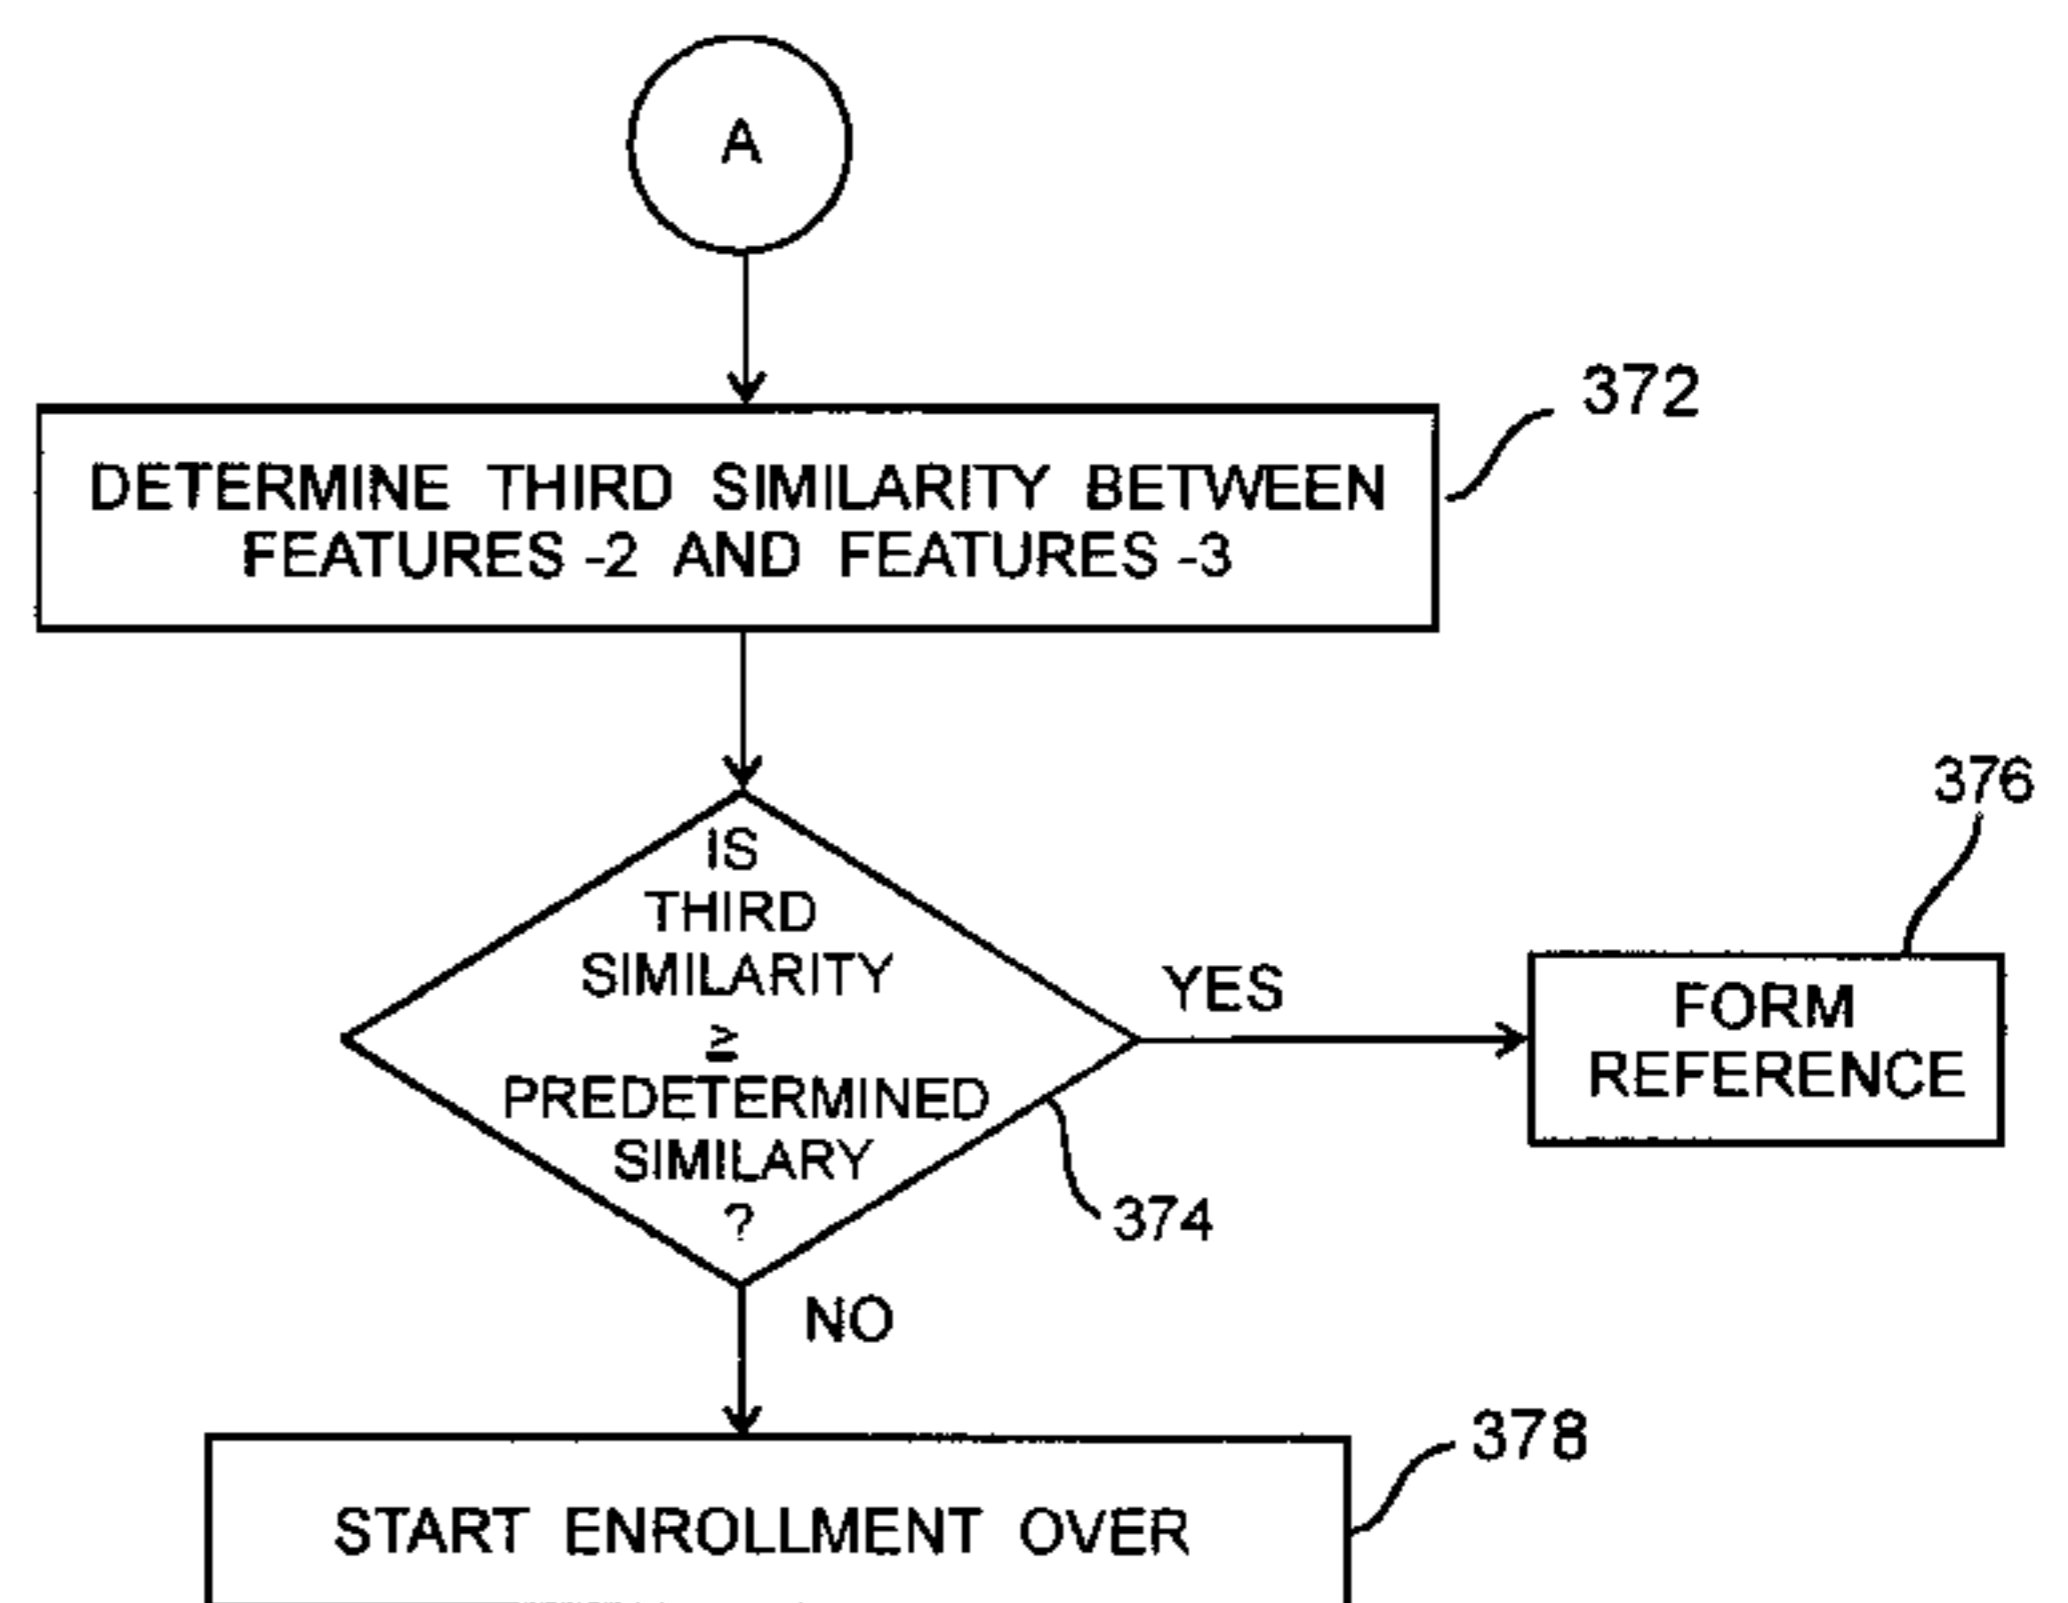 A
372
DETERMINE THIRD SIMILARITY BETWEEN
FEATURES -2 AND FEATURES -3
IS
THIRD
SIMILARITY
≥
PREDETERMINED
SIMILARY
?
374
YES
376
FORM
REFERENCE
NO
378
START ENROLLMENT OVER